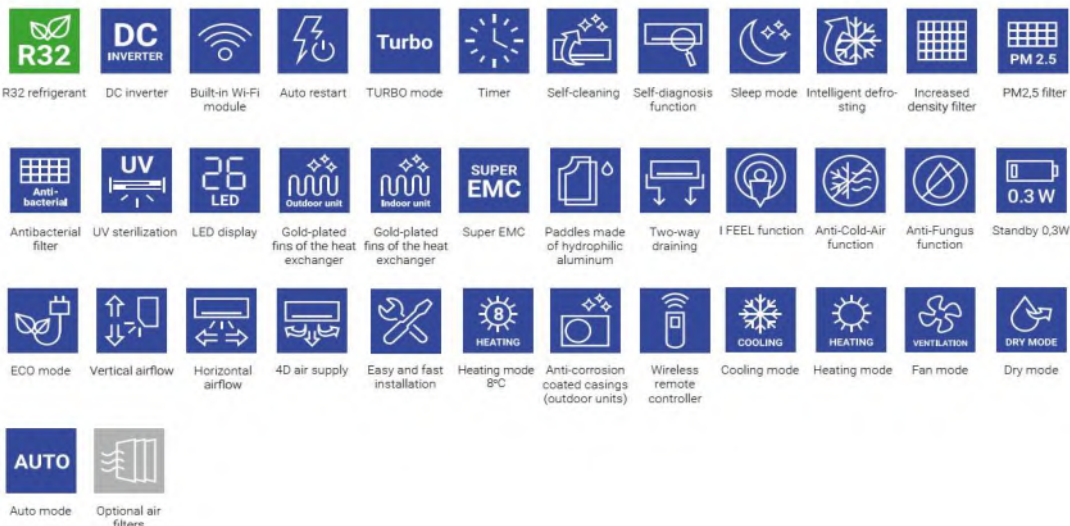 R32
DC
INVERTER
Turbo
PM 2.5
R32 refrigerant
DC inverter
Built-in Wi-Fi
module
Auto restart
TURBO mode
Timer
Self-cleaning
Self-diagnosis
function
Sleep mode
Intelligent defro-
sting
Increased
density filter
PM2,5 filter
Anti-
bacterial
UV
26
LED
Outdoor unit
Indoor unit
SUPER
EMC
0.3 W
Antibacterial
filter
UV sterilization
LED display
Gold-plated
fins of the heat
exchanger
Gold-plated
fins of the heat
exchanger
Super EMC
Paddles made
of hydrophilic
aluminum
Two-way
draining
I FEEL function
Anti-Cold-Air
function
Anti-Fungus
function
Standby 0,3W
8
HEATING
COOLING
HEATING
VENTILATION
DRY MODE
ECO mode
Vertical airflow
Horizontal
airflow
4D air supply
Easy and fast
installation
Heating mode
8ºC
Anti-corrosion
coated casings
(outdoor units)
Wireless
remote
controller
Cooling mode
Heating mode
Fan mode
Dry mode
AUTO
Auto mode
Optional air
filters